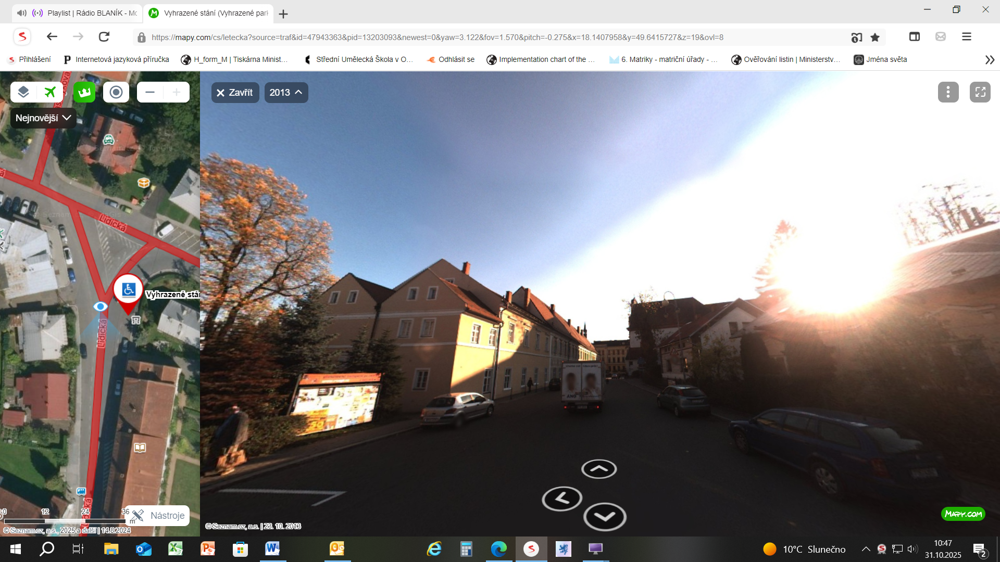 Playlist | Rádio BLANÍK - Mo
Vyhrazené stání (Vyhrazené park
https://mapy.com/cs/letecka?source=traf&id=47943363&pid=13203093&newest=0&yaw=3.122&fov=1.570&pitch=-0.275&x=18.1407958&y=49.6415727&z=19&ovl=8
Přihlášení
Internetová jazyková příručka
H_form_M | Tiskárna Minist...
Střední Umělecká Škola v O...
Odhlásit se
Implementation chart of the ...
6. Matriky - matriční úřady - ...
Ověřování listin | Ministerstv...
Jména světa
Zavřít
2013
Nejnovější
Lidická
Vyhrazené stá
Lidická
0 12 24 36
m
Nástroje
© Seznam.cz, a.s., 2025 a další | 14.8.2024
© Seznam.cz, a.s. | 23. 10. 2013
ANO
Mapy.com
10°C Slunečno
10:47
31.10.2025
2